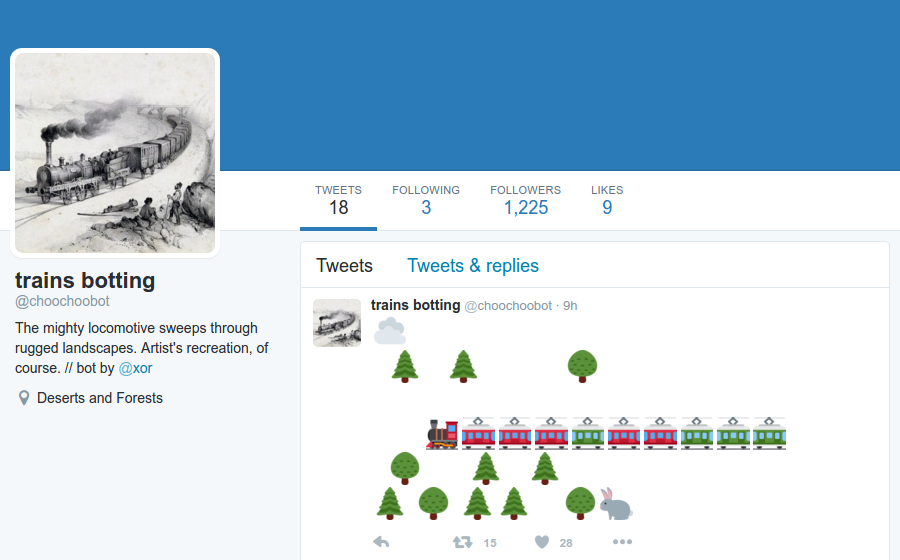 TWEETS FOLLOWING FOLLOWERS LIKES
18 3 1,225 9
trains botting
@choochoobot
The mighty locomotive sweeps through
rugged landscapes. Artist's recreation, of
course. // bot by @xor
Deserts and Forests
Tweets Tweets & replies
trains botting @choochoobot · 9h
15 28